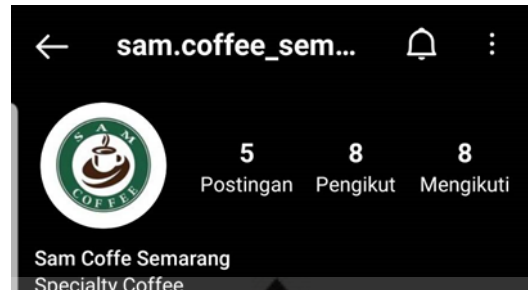 sam.coffee_sem...
SAM
COFFEE
5 8 8
Postingan Pengikut Mengikuti
Sam Coffe Semarang
Specialty Coffee